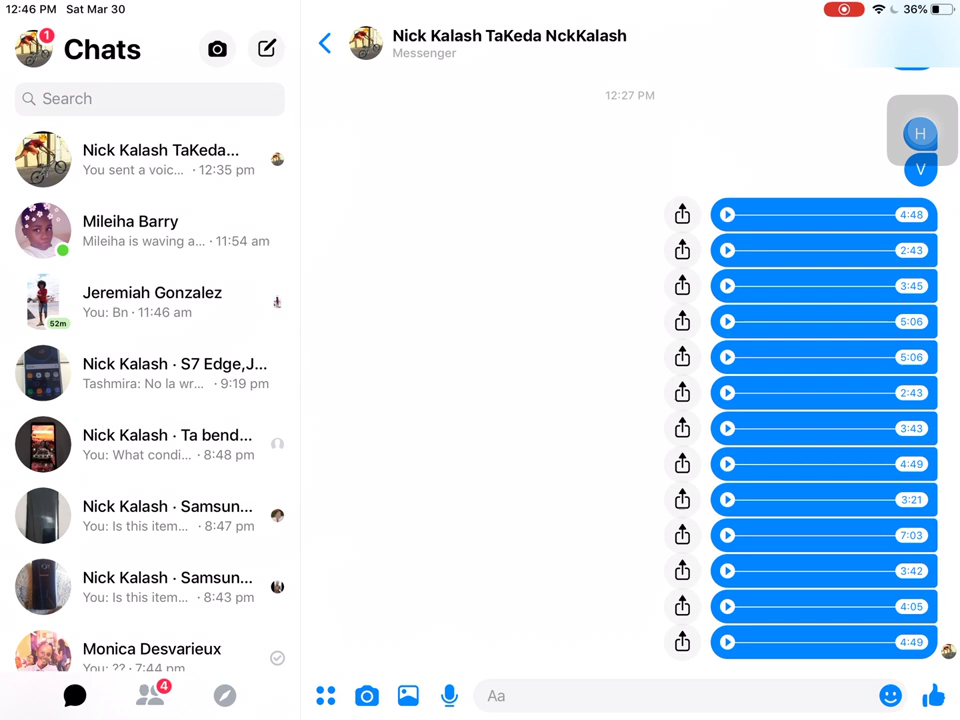 12:46 PM Sat Mar 30
36%
1
Chats
Search
Nick Kalash TaKeda...
You sent a voic... · 12:35 pm
Mileiha Barry
Mileiha is waving a... · 11:54 am
Jeremiah Gonzalez
You: Bn · 11:46 am
52m
Nick Kalash · S7 Edge,J...
Tashmira: No la wr... · 9:19 pm
Nick Kalash · Ta bend...
You: What condi... · 8:48 pm
Nick Kalash · Samsun...
You: Is this item... · 8:47 pm
Nick Kalash · Samsun...
You: Is this item... · 8:43 pm
Monica Desvarieux
You: ?? · 7:44 pm
4
Nick Kalash TaKeda NckKalash
Messenger
12:27 PM
H
V
4:48
2:43
3:45
5:06
5:06
2:43
3:43
4:49
3:21
7:03
3:42
4:05
4:49
Aa